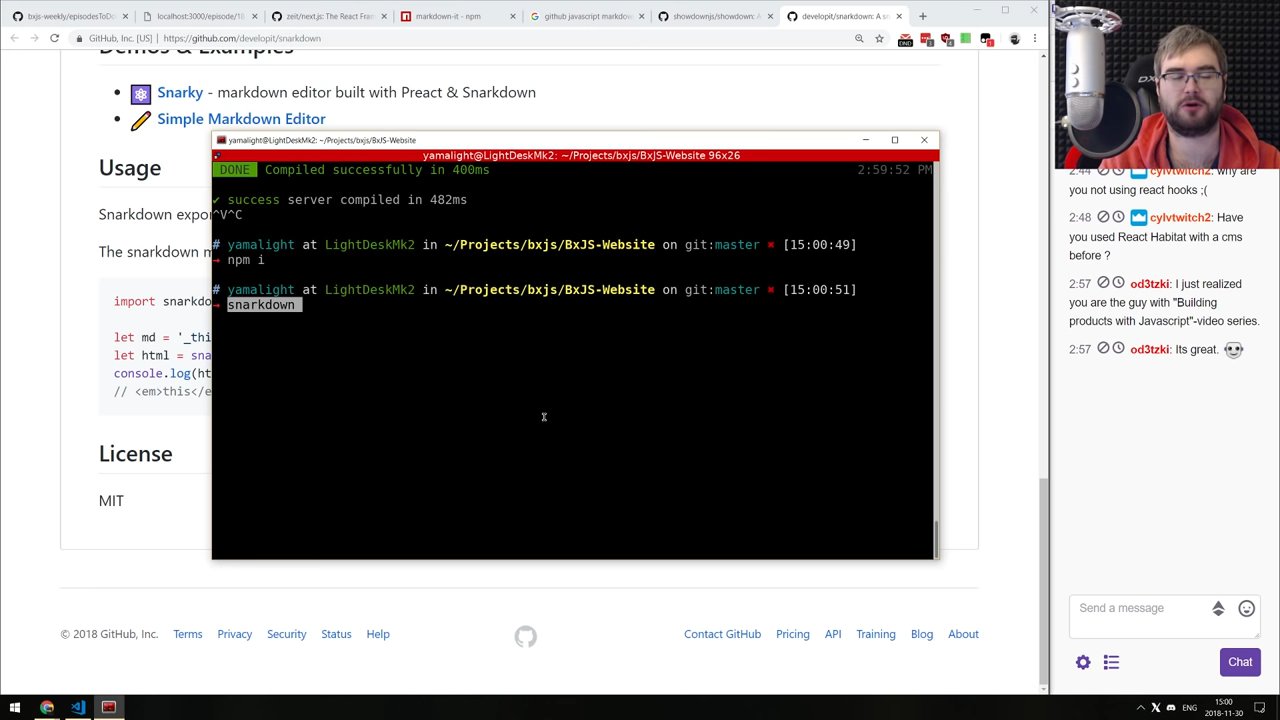 bxjs-weekly/episodesToDo
localhost:3000/episode/18
zeit/next.js: The React Fram
markdown-it - npm
github javascript markdow
showdownjs/showdown: A
developit/snarkdown: A sn
GitHub, Inc. [US] | https://github.com/developit/snarkdown
Demos & Examples
Snarky - markdown editor built with Preact & Snarkdown
Simple Markdown Editor
Usage
Snarkdown expor
The snarkdown m
import snarkdo
let md = '_thi
let html = sna
console.log(ht
// <em>this</e
License
MIT
yamalight@LightDeskMk2: ~/Projects/bxjs/BxJS-Website
yamalight@LightDeskMk2: ~/Projects/bxjs/BxJS-Website 96x26
DONE Compiled successfully in 400ms 2:59:52 PM
✔ success server compiled in 482ms
^V^C
# yamalight at LightDeskMk2 in ~/Projects/bxjs/BxJS-Website on git:master ✖ [15:00:49]
→ npm i
# yamalight at LightDeskMk2 in ~/Projects/bxjs/BxJS-Website on git:master ✖ [15:00:51]
→ snarkdown
© 2018 GitHub, Inc. Terms Privacy Security Status Help
Contact GitHub Pricing API Training Blog About
2:44 cylvtwitch2: why are
you not using react hooks ;(
2:48 cylvtwitch2: Have
you used React Habitat with a cms
before ?
2:57 od3tzki: I just realized
you are the guy with "Building
products with Javascript"-video series.
2:57 od3tzki: Its great.
Send a message
Chat
ENG
15:00
2018-11-30